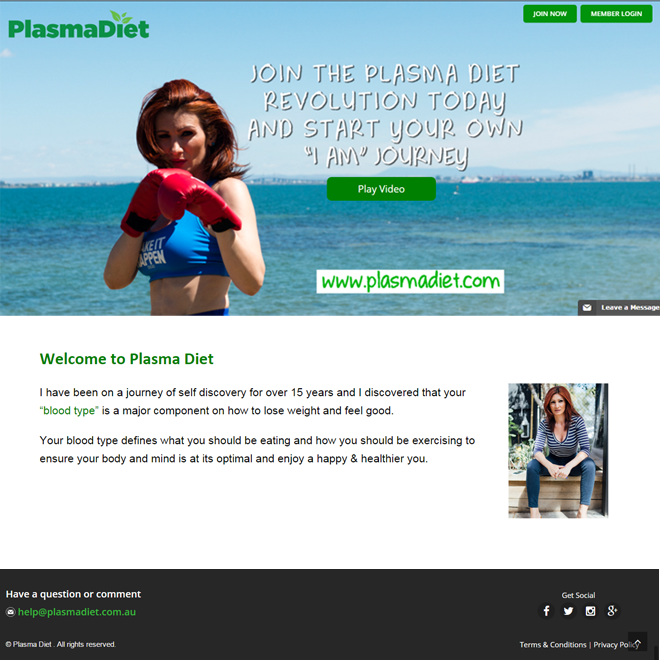 PlasmaDiet
JOIN NOW
MEMBER LOGIN
JOIN THE PLASMA DIET
REVOLUTION TODAY
AND START YOUR OWN
"I AM" JOURNEY
Play Video
AKE IT
APPEN
www.plasmadiet.com
Leave a Message
Welcome to Plasma Diet
I have been on a journey of self discovery for over 15 years and I discovered that your
“blood type” is a major component on how to lose weight and feel good.
Your blood type defines what you should be eating and how you should be exercising to
ensure your body and mind is at its optimal and enjoy a happy & healthier you.
Have a question or comment
help@plasmadiet.com.au
Get Social
© Plasma Diet . All rights reserved.
Terms & Conditions | Privacy Policy